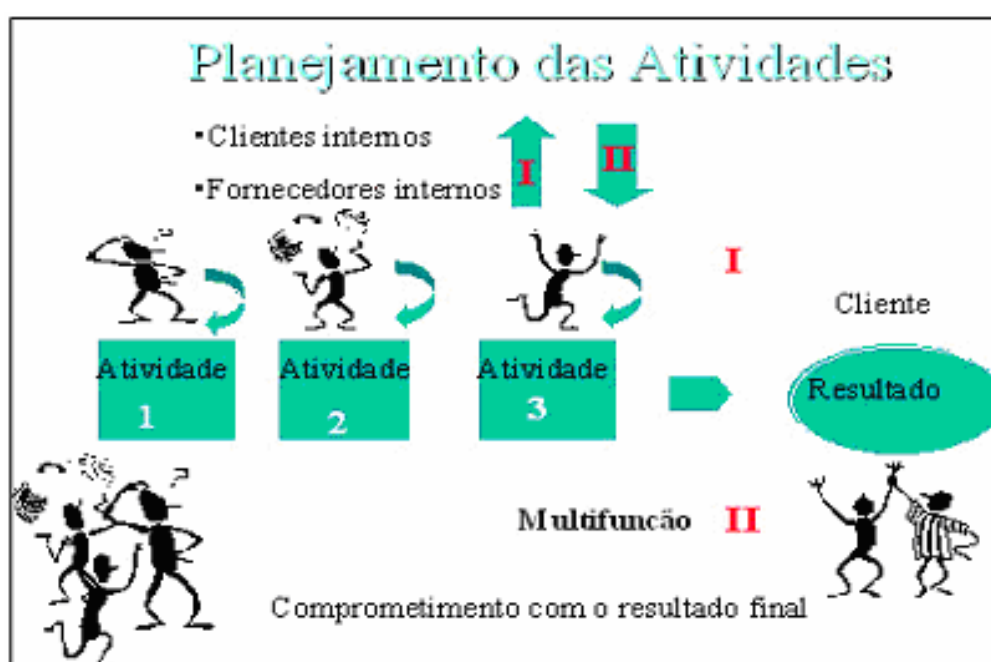 Planejamento das Atividades
▪Clientes internos
▪Fornecedores internos
I
II
I
Cliente
Atividade
1
Atividade
2
Atividade
3
Resultado
?
?
Multifuncão
II
Comprometimento com o resultado final